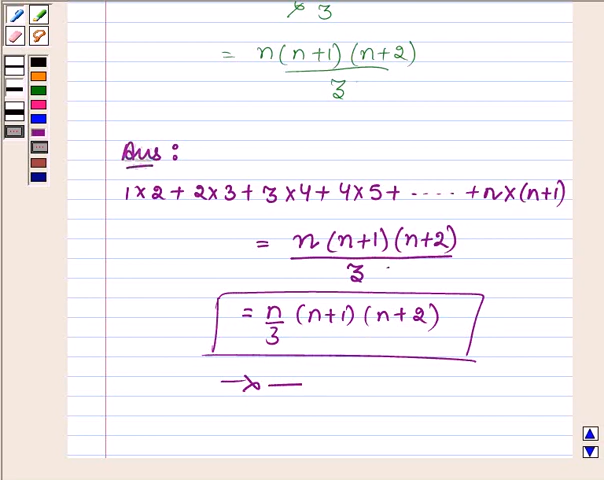 3
= n(n+1)(n+2)
3
Ans :
1×2+ 2×3+ 3×4+ 4×5+ ..... +n×(n+1)
= n(n+1)(n+2)
3
= n/3 (n+1)(n+2)